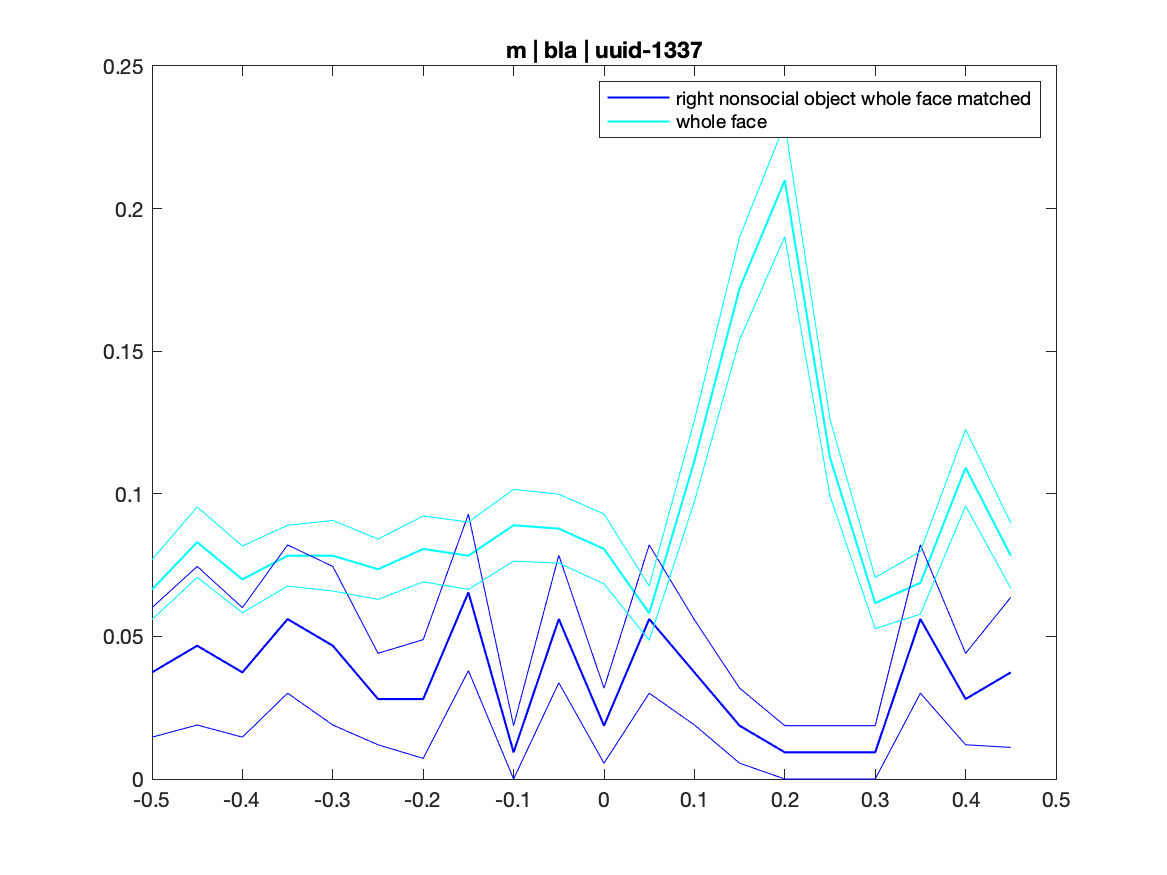 m | bla | uuid-1337
right nonsocial object whole face matched
whole face
0.25
0.2
0.15
0.1
0.05
0
-0.5 -0.4 -0.3 -0.2 -0.1 0 0.1 0.2 0.3 0.4 0.5